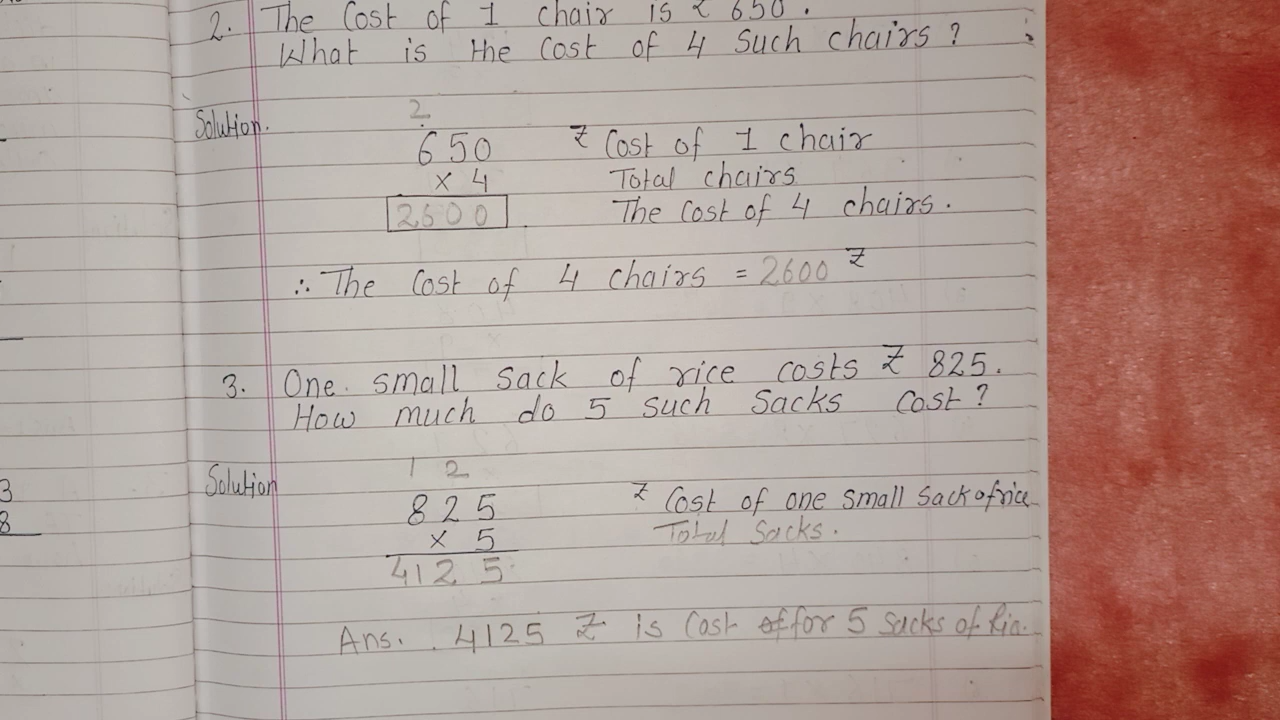 2. The Cost of 1 chair is ₹ 650.
What is the Cost of 4 Such chairs ?
Solution.
2
650 ₹ Cost of 1 chair
x 4 Total chairs
2600 The Cost of 4 chairs.
∴ The Cost of 4 chairs = 2600 ₹
3. One small Sack of rice costs ₹ 825.
How much do 5 such Sacks Cost ?
Solution
1 2
825 ₹ Cost of one small Sack of rice
x 5 Total Sacks.
4125
Ans. 4125 ₹ is Cost for 5 Sacks of
3
8